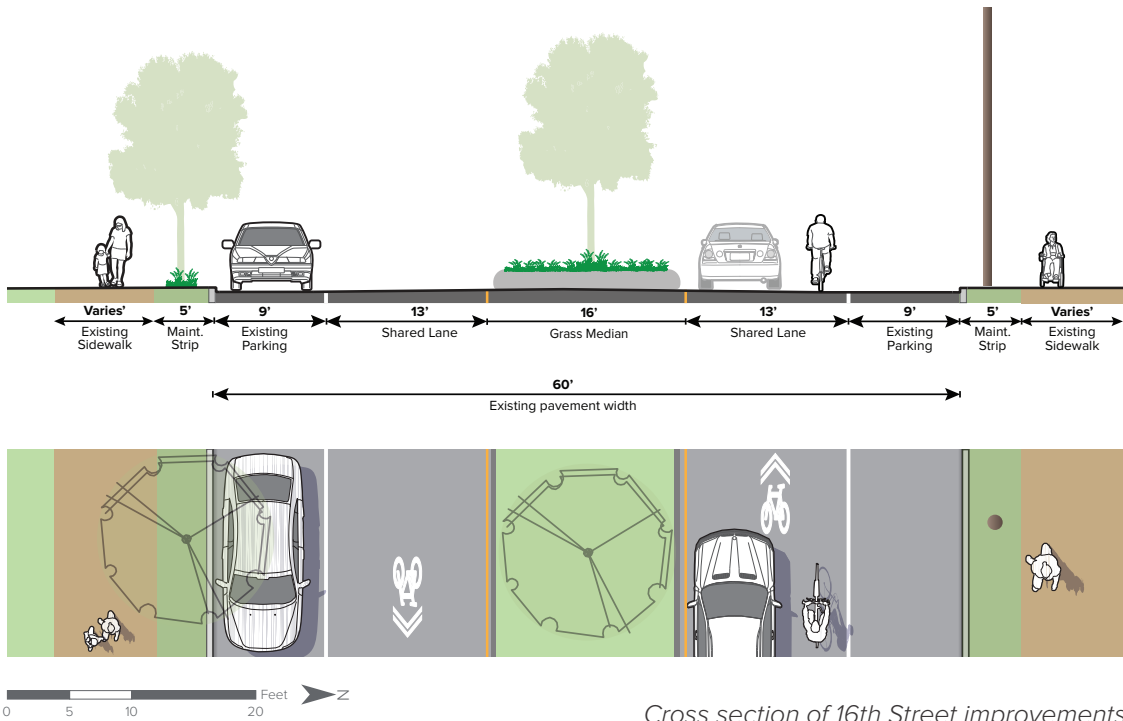 Varies' 5' 9' 13' 16' 13' 9' 5' Varies'
Existing Maint. Existing Shared Lane Grass Median Shared Lane Existing Maint. Existing
Sidewalk Strip Parking Parking Strip Sidewalk
60'
Existing pavement width
Feet N
0 5 10 20
Cross section of 16th Street improvements